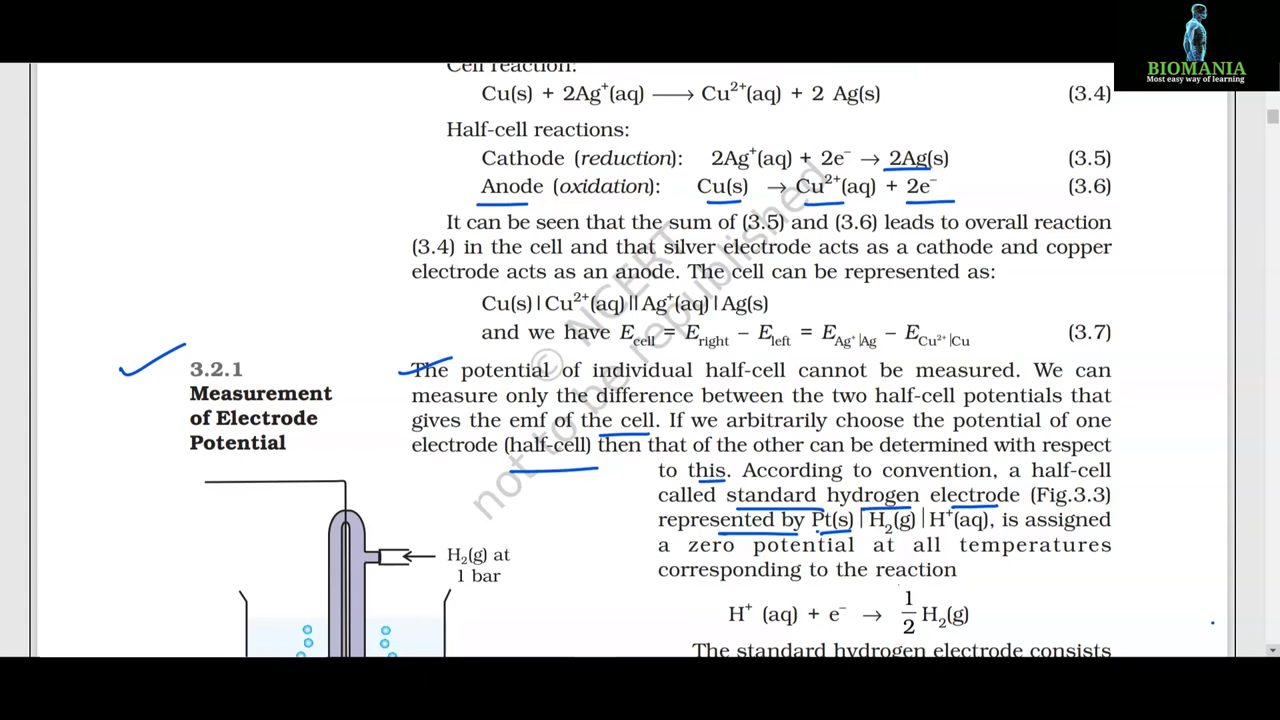 BIOMANIA
Most easy way of learning
Cell reaction:
Cu(s) + 2Ag⁺(aq) ⟶ Cu²⁺(aq) + 2 Ag(s) (3.4)
Half-cell reactions:
Cathode (reduction): 2Ag⁺(aq) + 2e⁻ → 2Ag(s) (3.5)
Anode (oxidation): Cu(s) → Cu²⁺(aq) + 2e⁻ (3.6)
It can be seen that the sum of (3.5) and (3.6) leads to overall reaction
(3.4) in the cell and that silver electrode acts as a cathode and copper
electrode acts as an anode. The cell can be represented as:
Cu(s)|Cu²⁺(aq)||Ag⁺(aq)|Ag(s)
and we have E_cell = E_right – E_left = E_Ag⁺|Ag – E_Cu²⁺|Cu (3.7)
© NCERT
not to be republished
3.2.1
Measurement
of Electrode
Potential
The potential of individual half-cell cannot be measured. We can
measure only the difference between the two half-cell potentials that
gives the emf of the cell. If we arbitrarily choose the potential of one
electrode (half-cell) then that of the other can be determined with respect
to this. According to convention, a half-cell
called standard hydrogen electrode (Fig.3.3)
represented by Pt(s)|H₂(g)|H⁺(aq), is assigned
a zero potential at all temperatures
corresponding to the reaction
H⁺ (aq) + e⁻ → 1/2 H₂(g)
The standard hydrogen electrode consists
H₂(g) at
1 bar